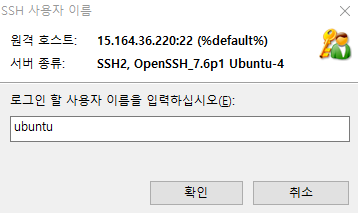 SSH 사용자 이름
원격 호스트: 15.164.36.220:22 (%default%)
서버 종류: SSH2, OpenSSH_7.6p1 Ubuntu-4
로그인 할 사용자 이름을 입력하십시오(E):
ubuntu
확인 취소